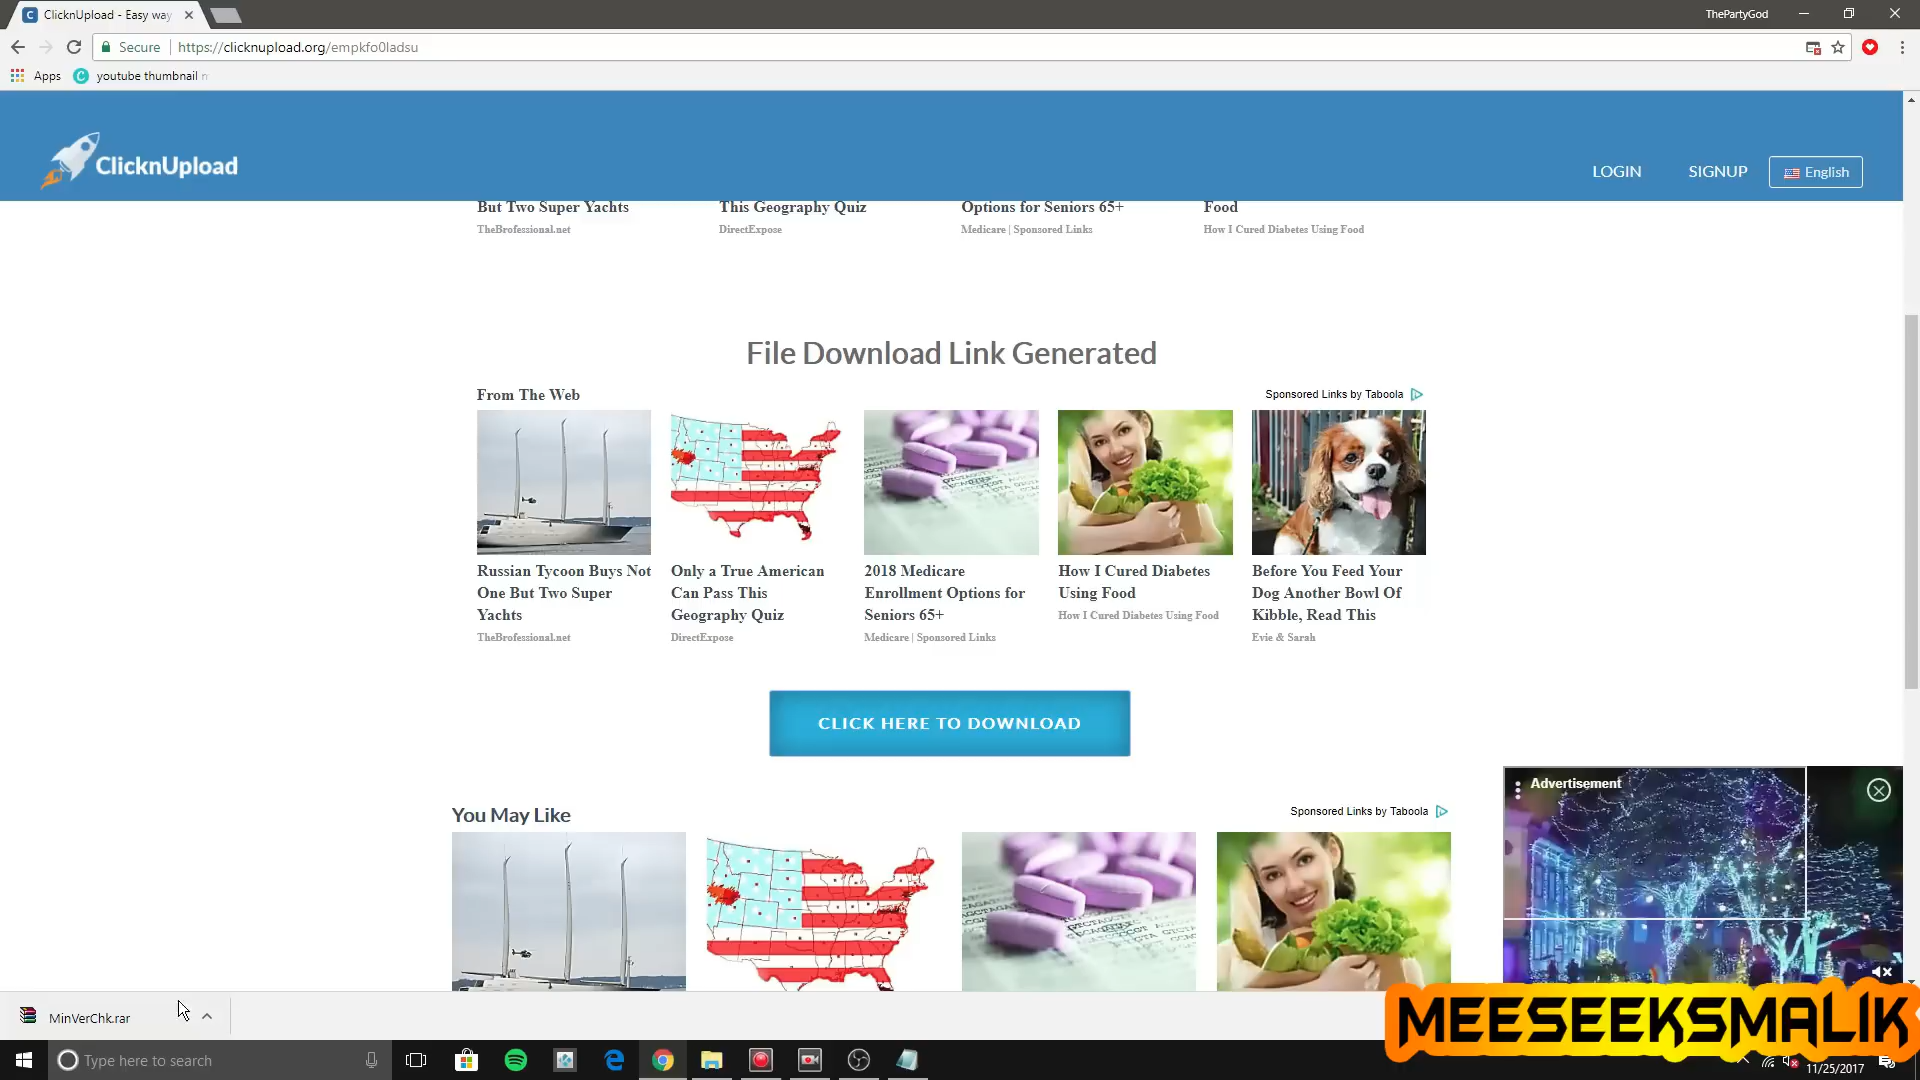 ClicknUpload - Easy way
ThePartyGod
Secure
https://clicknupload.org/empkfo0ladsu
Apps
youtube thumbnail
ClicknUpload
LOGIN
SIGNUP
English
But Two Super Yachts
TheBrofessional.net
This Geography Quiz
DirectExpose
Options for Seniors 65+
Medicare | Sponsored Links
Food
How I Cured Diabetes Using Food
File Download Link Generated
From The Web
Sponsored Links by Taboola
Russian Tycoon Buys Not
One But Two Super
Yachts
TheBrofessional.net
Only a True American
Can Pass This
Geography Quiz
DirectExpose
2018 Medicare
Enrollment Options for
Seniors 65+
Medicare | Sponsored Links
How I Cured Diabetes
Using Food
How I Cured Diabetes Using Food
Before You Feed Your
Dog Another Bowl Of
Kibble, Read This
Evie & Sarah
CLICK HERE TO DOWNLOAD
You May Like
Sponsored Links by Taboola
Advertisement
MinVerChk.rar
MEESEEKSMALIK
Type here to search
11/25/2017